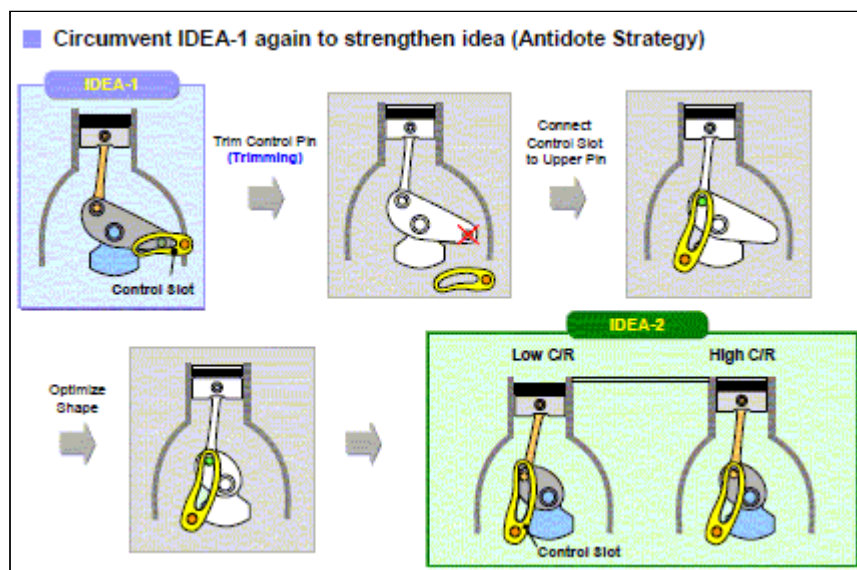 Circumvent IDEA-1 again to strengthen idea (Antidote Strategy)
IDEA-1
Trim Control Pin
(Trimming)
Connect
Control Slot
to Upper Pin
Control Slot
IDEA-2
Low C/R
High C/R
Optimize
Shape
Control Slot